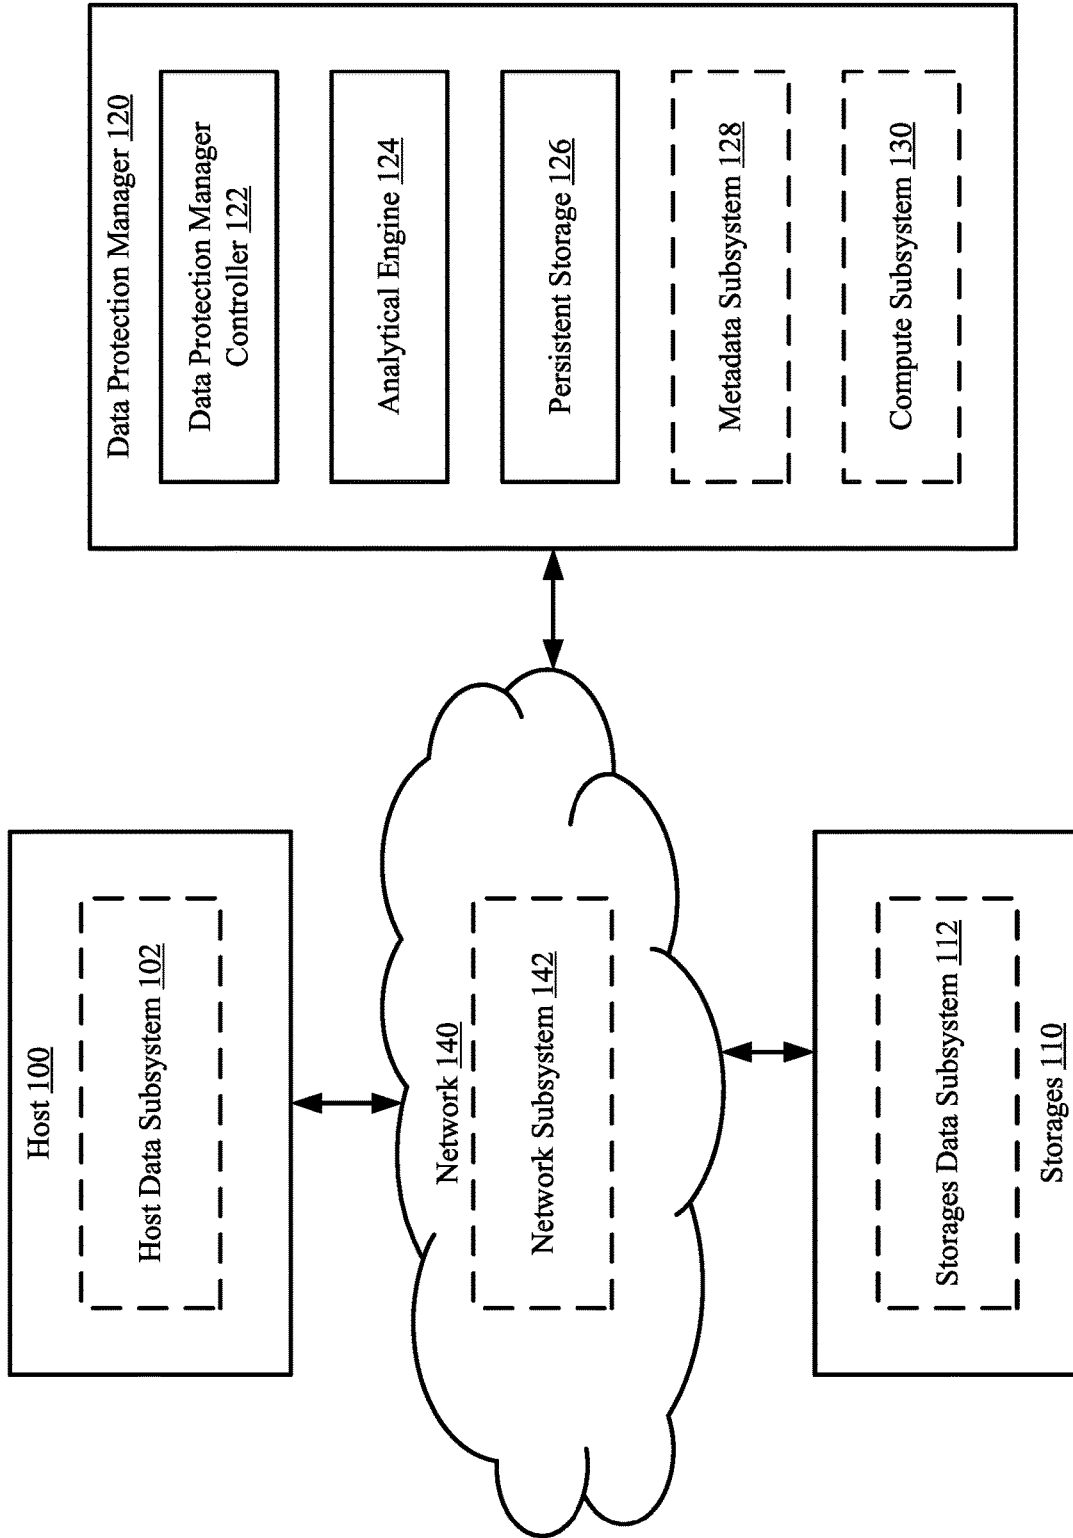 Host 100
Host Data Subsystem 102
Network 140
Network Subsystem 142
Storages Data Subsystem 112
Storages 110
Data Protection Manager 120
Data Protection Manager
Controller 122
Analytical Engine 124
Persistent Storage 126
Metadata Subsystem 128
Compute Subsystem 130